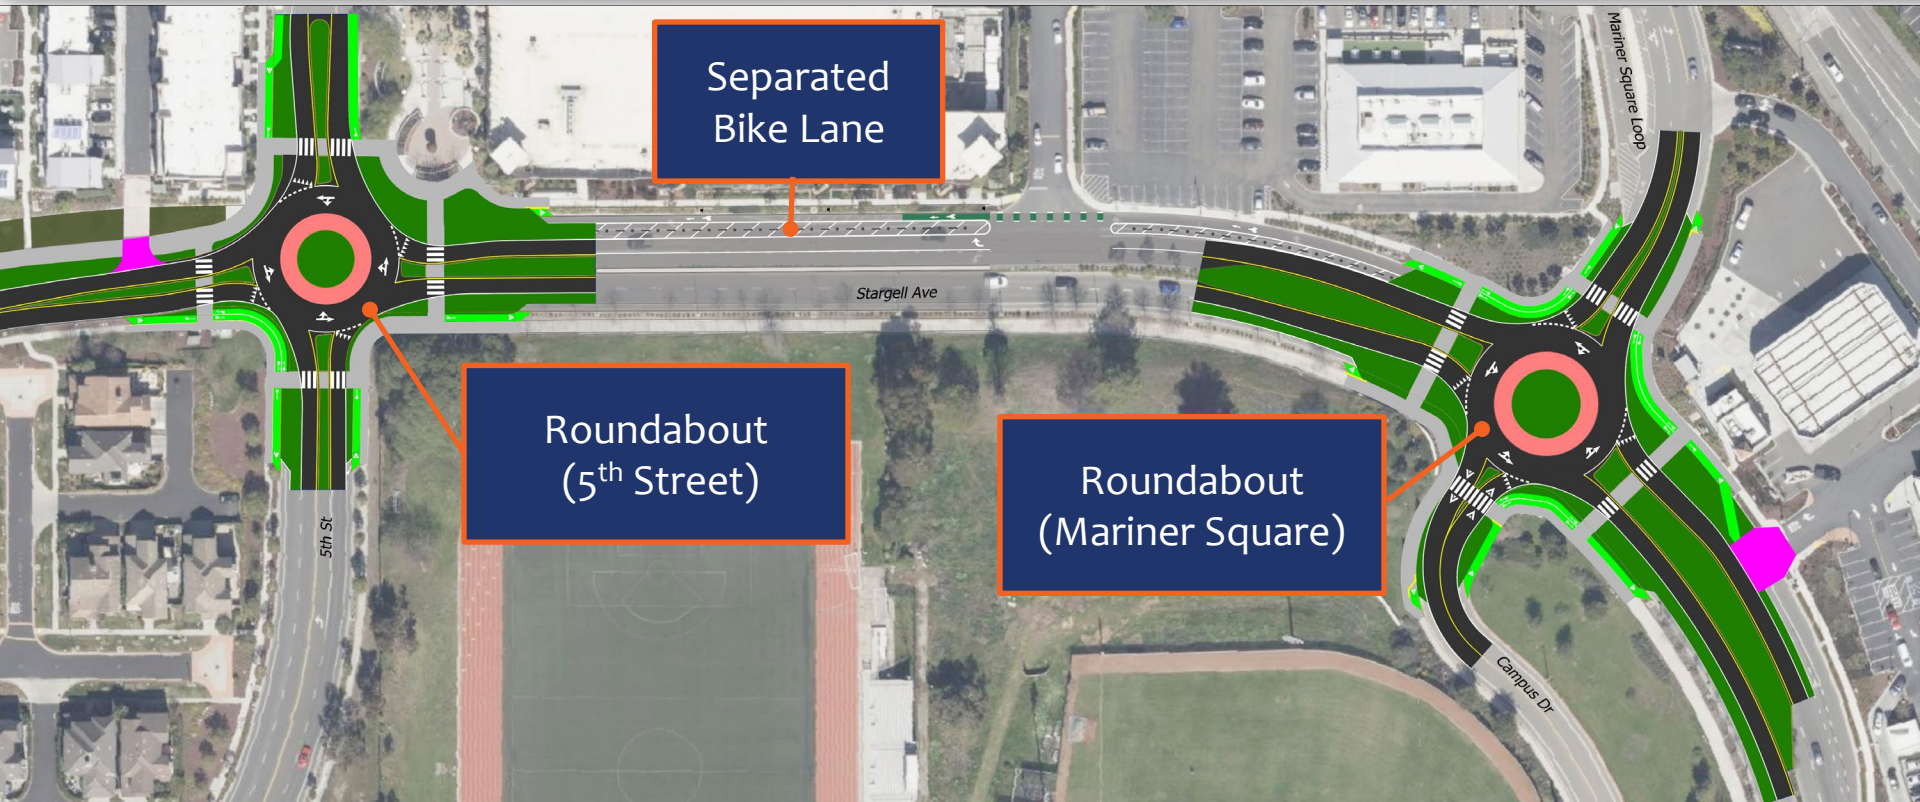 Mariner Square Loop
Separated
Bike Lane
Stargell Ave
Roundabout
(5th Street)
Roundabout
(Mariner Square)
5th St
Campus Dr